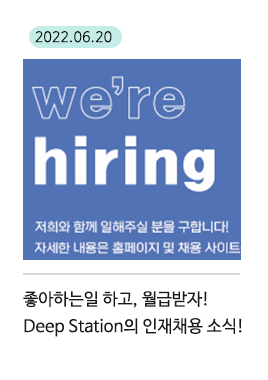 2022.06.20
we're
hiring
저희와 함께 일해주실 분을 구합니다!
자세한 내용은 홈페이지 및 채용 사이트
좋아하는일 하고, 월급받자!
Deep Station의 인재채용 소식!